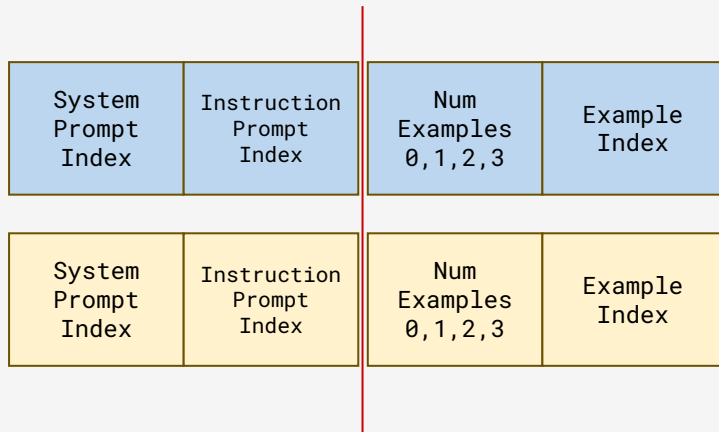 System
Prompt
Index
Instruction
Prompt
Index
Num
Examples
0,1,2,3
Example
Index
System
Prompt
Index
Instruction
Prompt
Index
Num
Examples
0,1,2,3
Example
Index